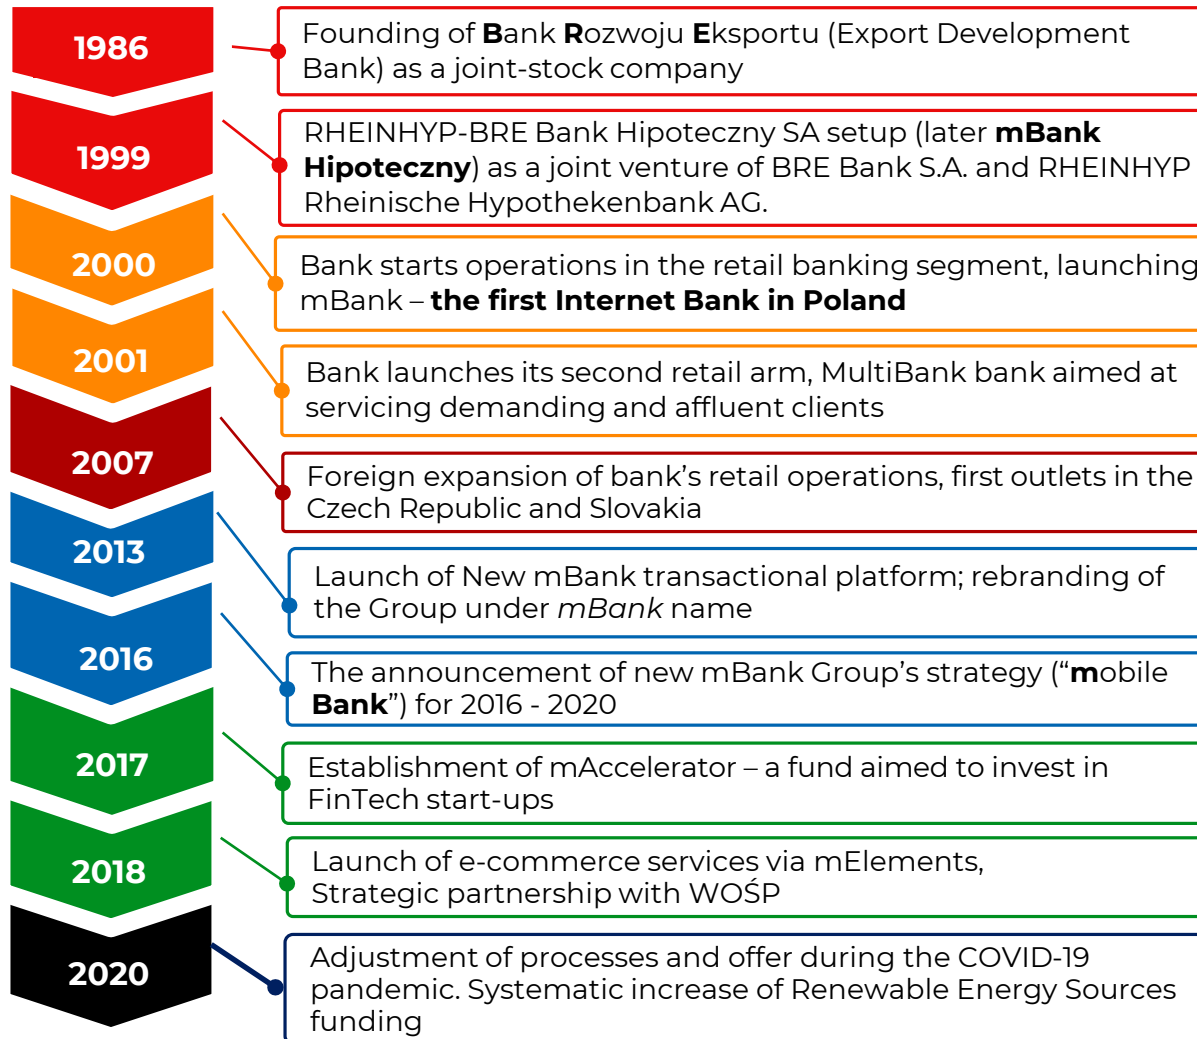 1986
Founding of Bank Rozwoju Eksportu (Export Development
Bank) as a joint-stock company
1999
RHEINHYP-BRE Bank Hipoteczny SA setup (later mBank
Hipoteczny) as a joint venture of BRE Bank S.A. and RHEINHYP
Rheinische Hypothekenbank AG.
2000
Bank starts operations in the retail banking segment, launching
mBank – the first Internet Bank in Poland
2001
Bank launches its second retail arm, MultiBank bank aimed at
servicing demanding and affluent clients
2007
Foreign expansion of bank’s retail operations, first outlets in the
Czech Republic and Slovakia
2013
Launch of New mBank transactional platform; rebranding of
the Group under mBank name
2016
The announcement of new mBank Group’s strategy (“mobile
Bank”) for 2016 - 2020
2017
Establishment of mAccelerator – a fund aimed to invest in
FinTech start-ups
2018
Launch of e-commerce services via mElements,
Strategic partnership with WOŚP
2020
Adjustment of processes and offer during the COVID-19
pandemic. Systematic increase of Renewable Energy Sources
funding